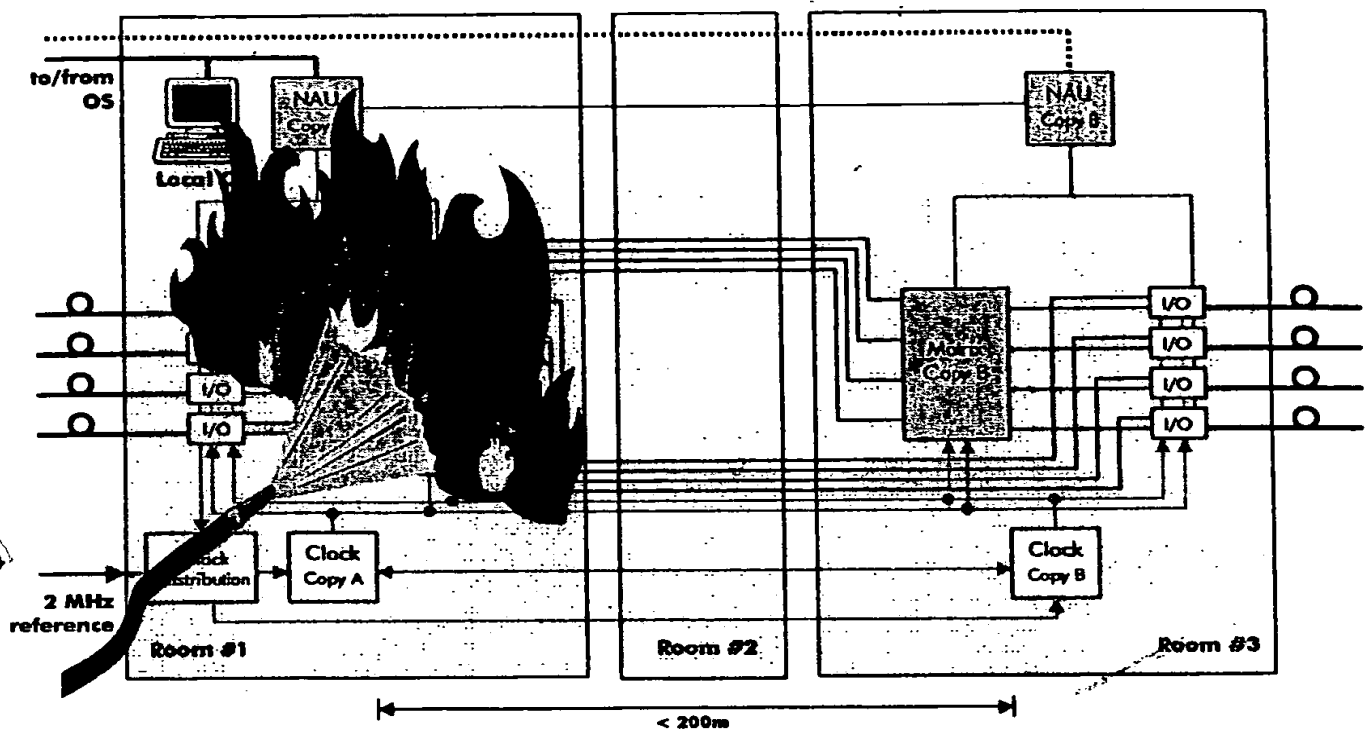 to/from
OS
NAU
Copy
Local
NAU
Copy B
I/O
I/O
I/O
I/O
I/O
I/O
Matrix
Copy B
Clock
Copy A
Clock
Copy B
2 MHz
reference
Room #1
Room #2
Room #3
< 200m